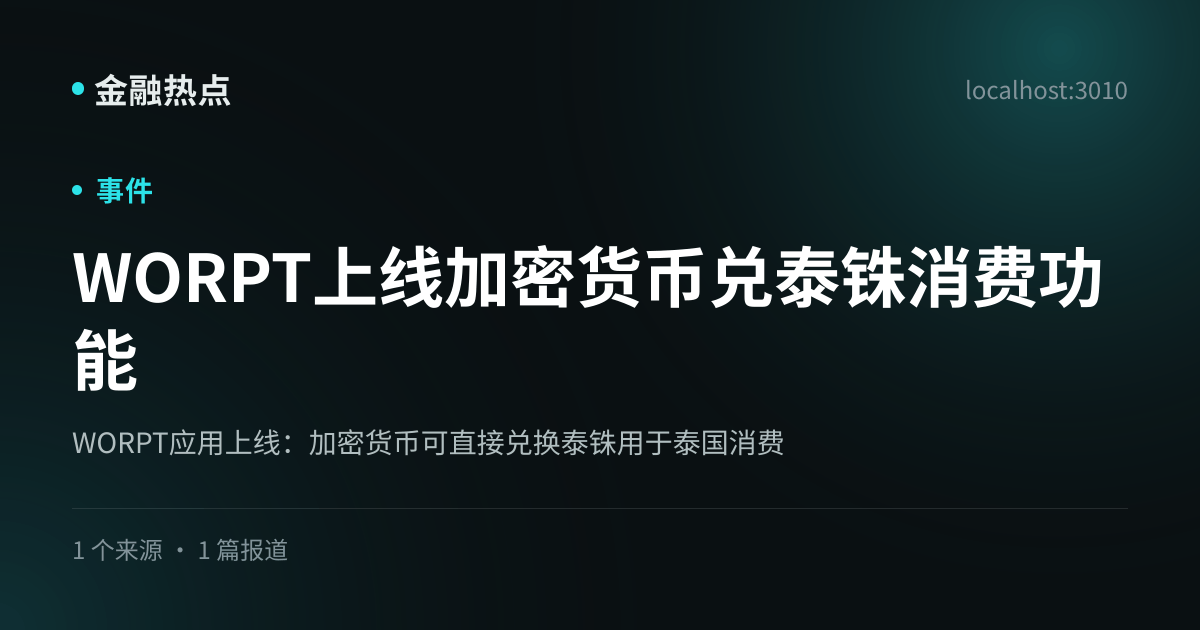 金融热点
localhost:3010
事件
WORPT上线加密货币兑泰铢消费功
能
WORPT应用上线：加密货币可直接兑换泰铢用于泰国消费
1 个来源 · 1 篇报道